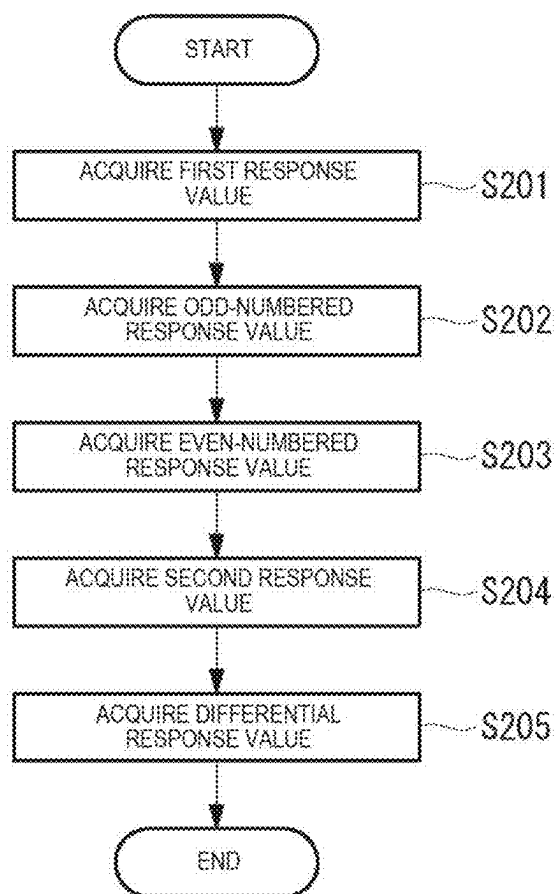 START
ACQUIRE FIRST RESPONSE
VALUE
S201
ACQUIRE ODD-NUMBERED
RESPONSE VALUE
S202
ACQUIRE EVEN-NUMBERED
RESPONSE VALUE
S203
ACQUIRE SECOND RESPONSE
VALUE
S204
ACQUIRE DIFFERENTIAL
RESPONSE VALUE
S205
END